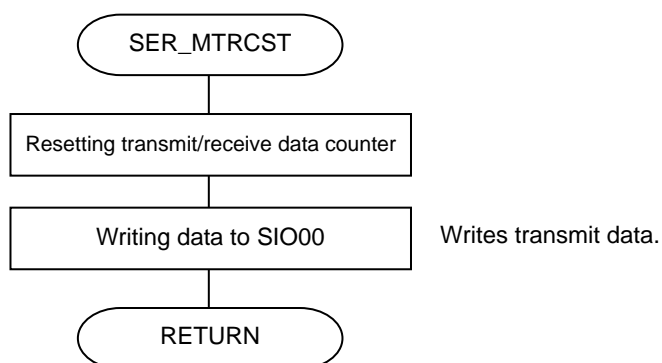 SER_MTRCST
Resetting transmit/receive data counter
Writing data to SIO00
Writes transmit data.
RETURN